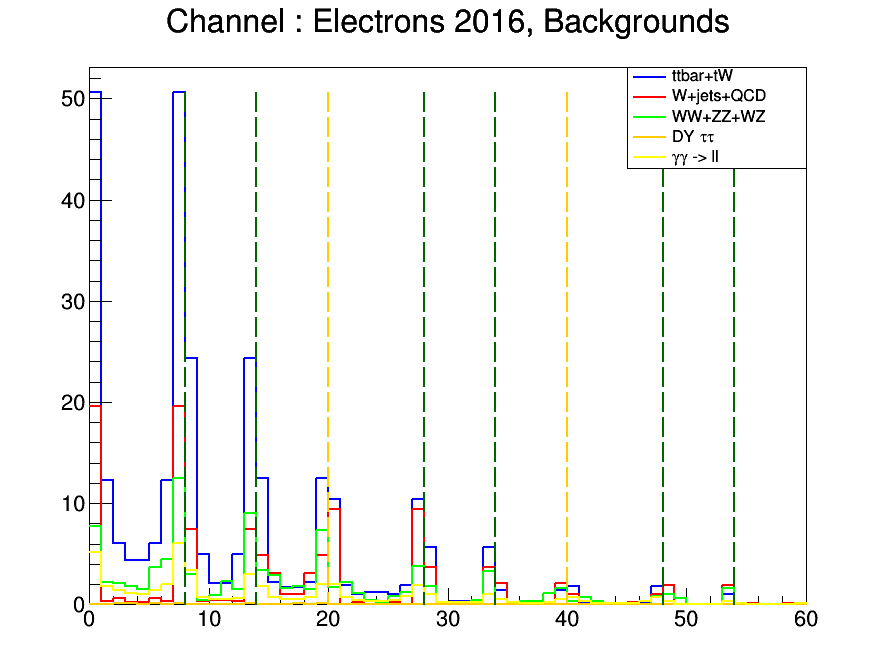 Channel : Electrons 2016, Backgrounds
ttbar+tW
W+jets+QCD
WW+ZZ+WZ
DY ττ
γγ -> ll
50
40
30
20
10
0
0 10 20 30 40 50 60